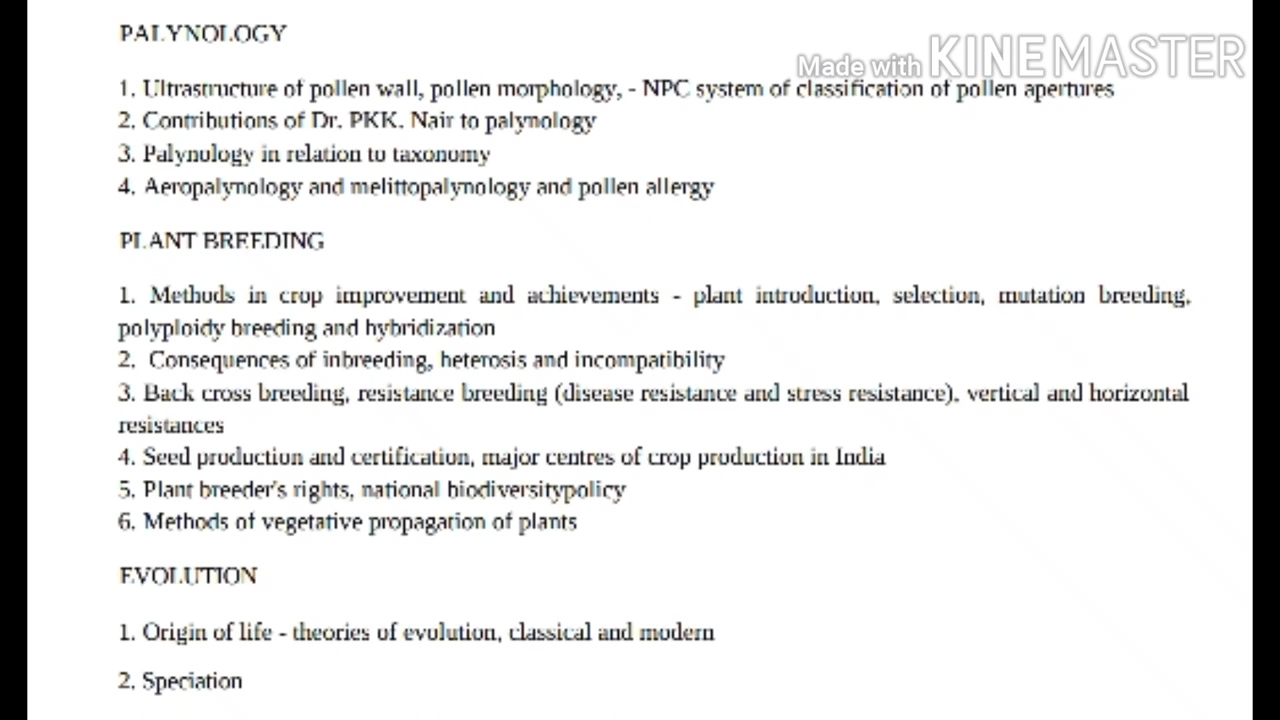 PALYNOLOGY
Made with KINEMASTER
1. Ultrastructure of pollen wall, pollen morphology, - NPC system of classification of pollen apertures
2. Contributions of Dr. PKK. Nair to palynology
3. Palynology in relation to taxonomy
4. Aeropalynology and melittopalynology and pollen allergy
PLANT BREEDING
1. Methods in crop improvement and achievements - plant introduction, selection, mutation breeding,
polyploidy breeding and hybridization
2. Consequences of inbreeding, heterosis and incompatibility
3. Back cross breeding, resistance breeding (disease resistance and stress resistance), vertical and horizontal
resistances
4. Seed production and certification, major centres of crop production in India
5. Plant breeder's rights, national biodiversitypolicy
6. Methods of vegetative propagation of plants
EVOLUTION
1. Origin of life - theories of evolution, classical and modern
2. Speciation